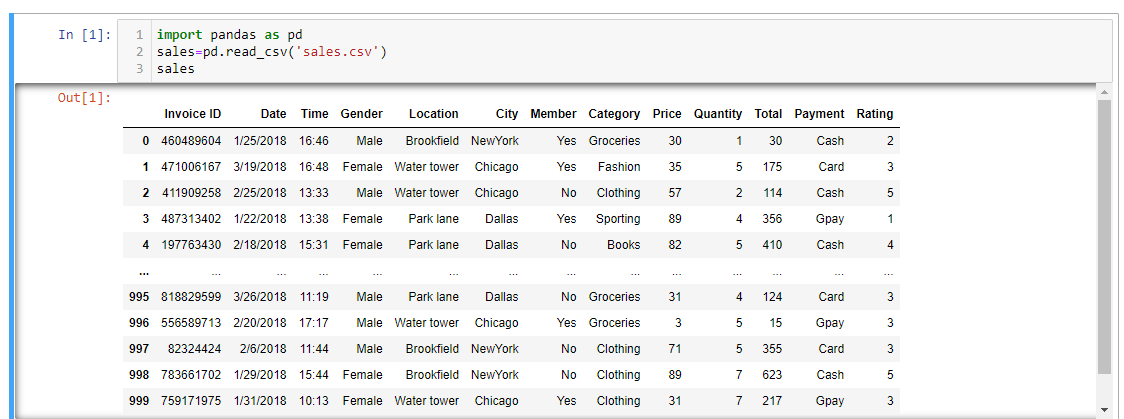 In [1]:
1 import pandas as pd
2 sales=pd.read_csv('sales.csv')
3 sales
Out[1]:
Invoice ID Date Time Gender Location City Member Category Price Quantity Total Payment Rating
0 460489604 1/25/2018 16:46 Male Brookfield NewYork Yes Groceries 30 1 30 Cash 2
1 471006167 3/19/2018 16:48 Female Water tower Chicago Yes Fashion 35 5 175 Card 3
2 411909258 2/25/2018 13:33 Male Water tower Chicago No Clothing 57 2 114 Cash 5
3 487313402 1/22/2018 13:38 Female Park lane Dallas Yes Sporting 89 4 356 Gpay 1
4 197763430 2/18/2018 15:31 Female Park lane Dallas No Books 82 5 410 Cash 4
... ... ... ... ... ... ... ... ... ... ... ... ... ...
995 818829599 3/26/2018 11:19 Male Park lane Dallas No Groceries 31 4 124 Card 3
996 556589713 2/20/2018 17:17 Male Water tower Chicago Yes Groceries 3 5 15 Gpay 3
997 82324424 2/6/2018 11:44 Male Brookfield NewYork No Clothing 71 5 355 Card 3
998 783661702 1/29/2018 15:44 Female Brookfield NewYork No Clothing 89 7 623 Cash 5
999 759171975 1/31/2018 10:13 Female Water tower Chicago Yes Clothing 31 7 217 Gpay 3